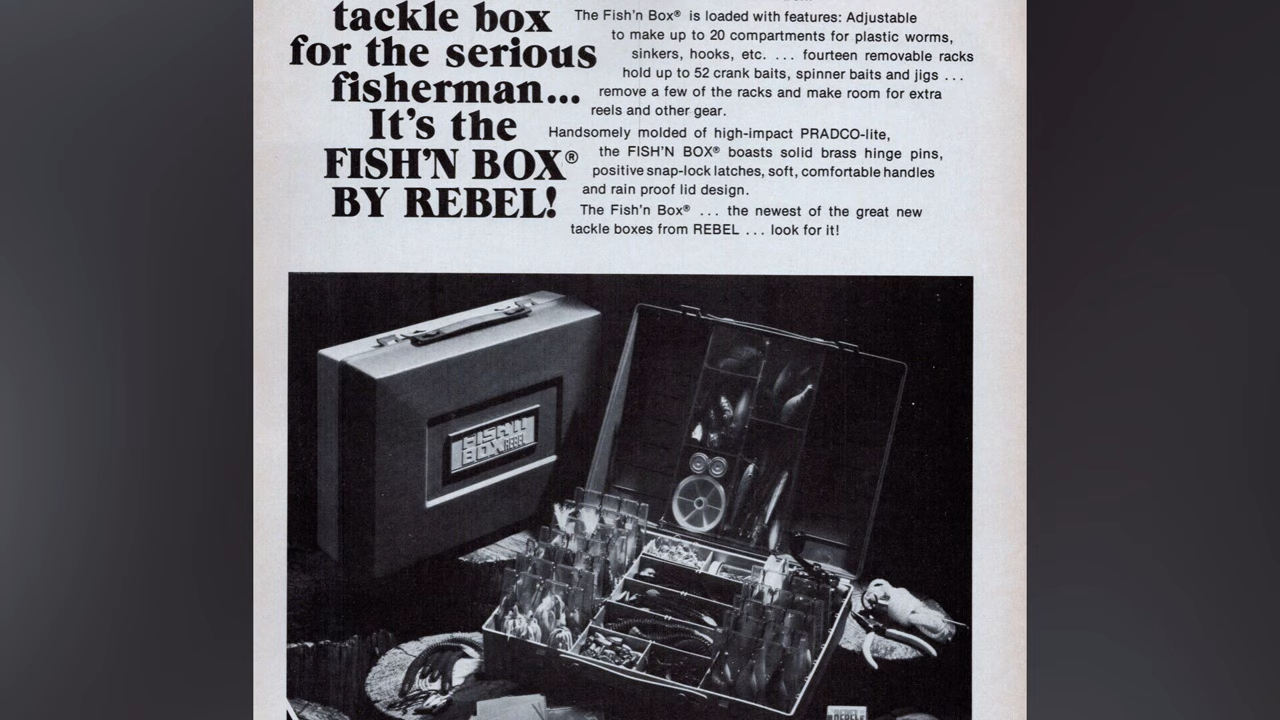 tackle box
for the serious
fisherman...
It's the
FISH'N BOX®
BY REBEL!
The Fish'n Box® is loaded with features: Adjustable
to make up to 20 compartments for plastic worms,
sinkers, hooks, etc. ... fourteen removable racks
hold up to 52 crank baits, spinner baits and jigs ...
remove a few of the racks and make room for extra
reels and other gear.
Handsomely molded of high-impact PRADCO-lite,
the FISH'N BOX® boasts solid brass hinge pins,
positive snap-lock latches, soft, comfortable handles
and rain proof lid design.
The Fish'n Box® ... the newest of the great new
tackle boxes from REBEL ... look for it!
FISH'N
BOX REBEL
REBEL